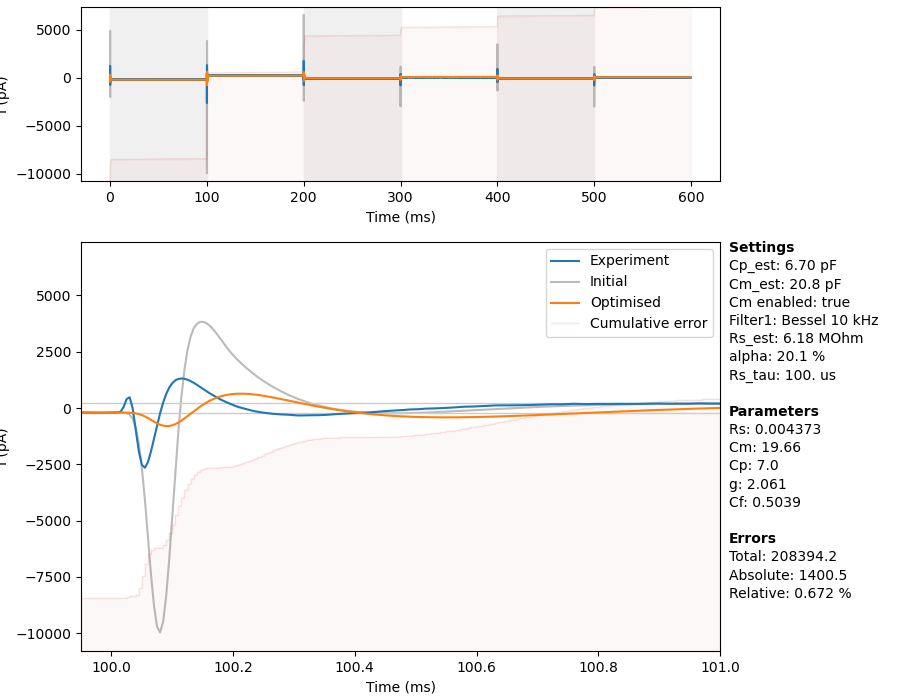 5000
0
−5000
−10000
0
100
200
300
400
500
600
Time (ms)
(pA)
5000
2500
0
−2500
−5000
−7500
−10000
100.0
100.2
100.4
100.6
100.8
101.0
Time (ms)
(pA)
Experiment
Initial
Optimised
Cumulative error
Settings
Cp_est: 6.70 pF
Cm_est: 20.8 pF
Cm enabled: true
Filter1: Bessel 10 kHz
Rs_est: 6.18 MOhm
alpha: 20.1 %
Rs_tau: 100. us
Parameters
Rs: 0.004373
Cm: 19.66
Cp: 7.0
g: 2.061
Cf: 0.5039
Errors
Total: 208394.2
Absolute: 1400.5
Relative: 0.672 %